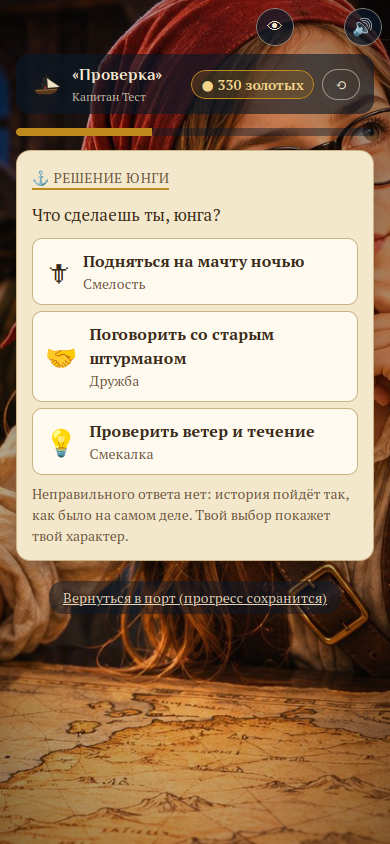 «Проверка»
Капитан Тест
330 золотых
РЕШЕНИЕ ЮНГИ
Что сделаешь ты, юнга?
Подняться на мачту ночью
Смелость
Поговорить со старым
штурманом
Дружба
Проверить ветер и течение
Смекалка
Неправильного ответа нет: история пойдёт так,
как было на самом деле. Твой выбор покажет
твой характер.
Вернуться в порт (прогресс сохранится)